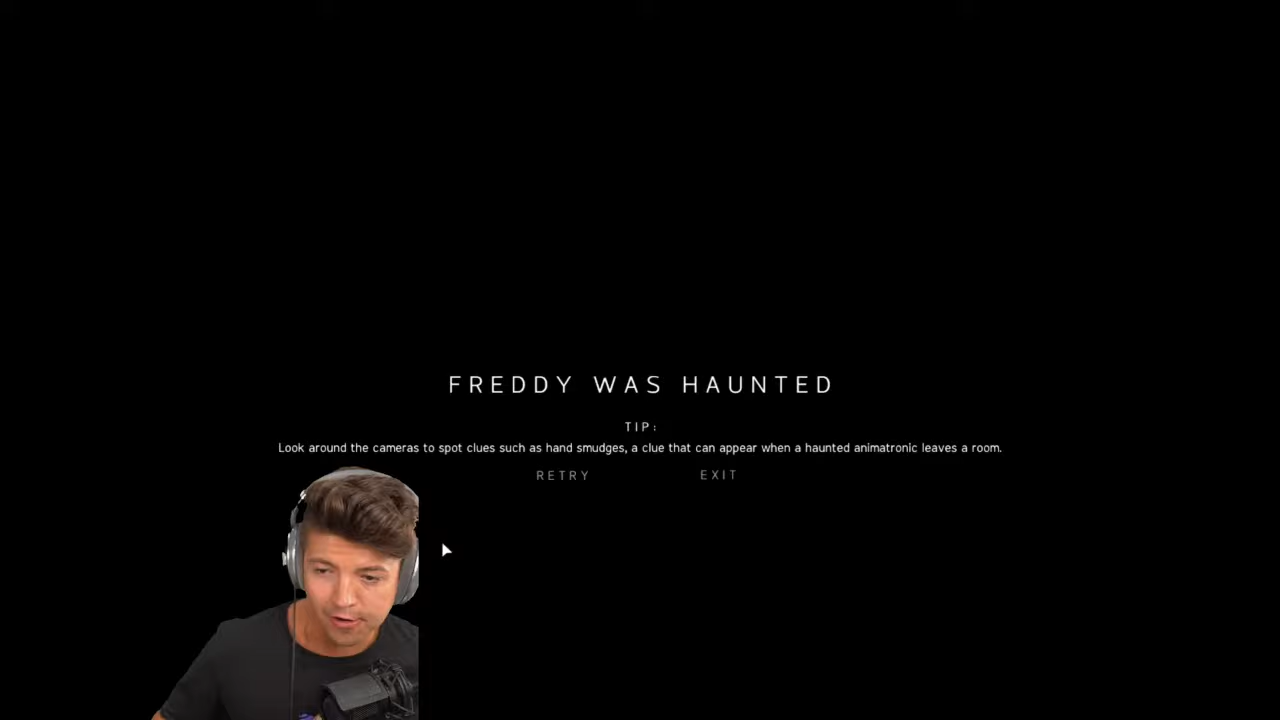 FREDDY WAS HAUNTED
TIP:
Look around the cameras to spot clues such as hand smudges, a clue that can appear when a haunted animatronic leaves a room.
RETRY EXIT